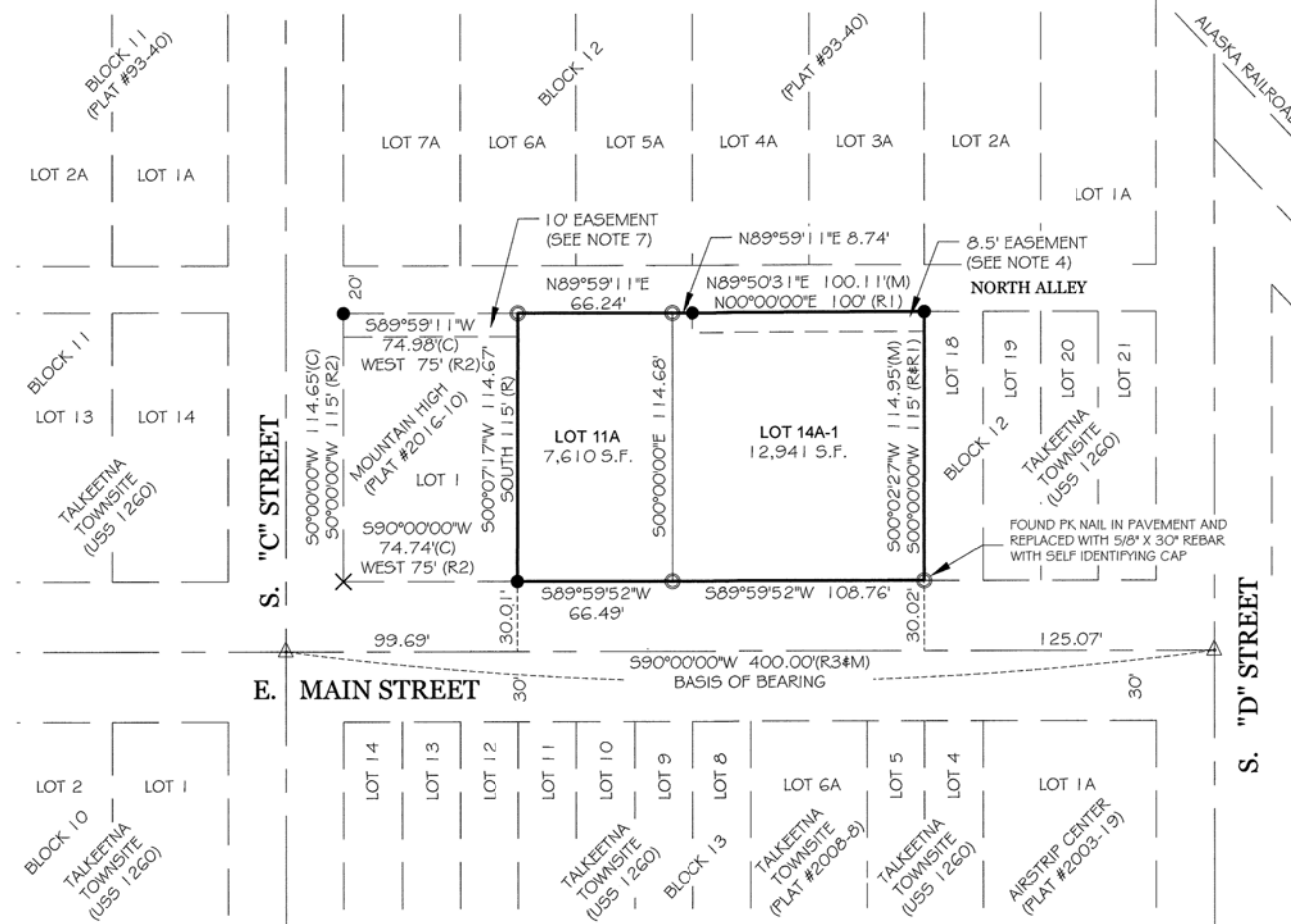 BLOCK 11
(PLAT #93-40)
BLOCK 12
(PLAT #93-40)
ALASKA RAILROAD
LOT 7A
LOT 6A
LOT 5A
LOT 4A
LOT 3A
LOT 2A
LOT 2A
LOT 1A
LOT 1A
10' EASEMENT
(SEE NOTE 7)
N89°59'11"E 8.74'
8.5' EASEMENT
(SEE NOTE 4)
NORTH ALLEY
20'
N89°59'11"E
66.24'
N89°50'31"E 100.11'(M)
N00°00'00"E 100' (R1)
S89°59'11"W
74.98'(C)
WEST 75' (R2)
BLOCK 11
LOT 13
LOT 14
TALKEETNA
TOWNSITE
(USS 1260)
S. "C" STREET
S0°00'00"W 114.65'(C)
S0°00'00"W 115' (R2)
MOUNTAIN HIGH
(PLAT #2016-10)
LOT 1
S00°07'17"W 114.67'
SOUTH 115' (R)
LOT 11A
7,610 S.F.
S00°00'00"E 114.68'
LOT 14A-1
12,941 S.F.
S00°02'27"W 114.95'(M)
S00°00'00"W 115' (R&R1)
LOT 18
LOT 19
LOT 20
LOT 21
BLOCK 12
TALKEETNA
TOWNSITE
(USS 1260)
S90°00'00"W
74.74'(C)
WEST 75' (R2)
FOUND PK NAIL IN PAVEMENT AND
REPLACED WITH 5/8" X 30" REBAR
WITH SELF IDENTIFYING CAP
S89°59'52"W
66.49'
S89°59'52"W 108.76'
30.01'
30.02'
99.69'
125.07'
S90°00'00"W 400.00'(R3&M)
BASIS OF BEARING
E. MAIN STREET
30'
30'
S. "D" STREET
LOT 2
LOT 1
BLOCK 10
TALKEETNA
TOWNSITE
(USS 1260)
LOT 14
LOT 13
LOT 12
LOT 11
LOT 10
LOT 9
LOT 8
LOT 6A
LOT 5
LOT 4
LOT 1A
TALKEETNA
TOWNSITE
(USS 1260)
BLOCK 13
TALKEETNA
TOWNSITE
(PLAT #2008-8)
TALKEETNA
TOWNSITE
(USS 1260)
AIRSTRIP CENTER
(PLAT #2003-19)